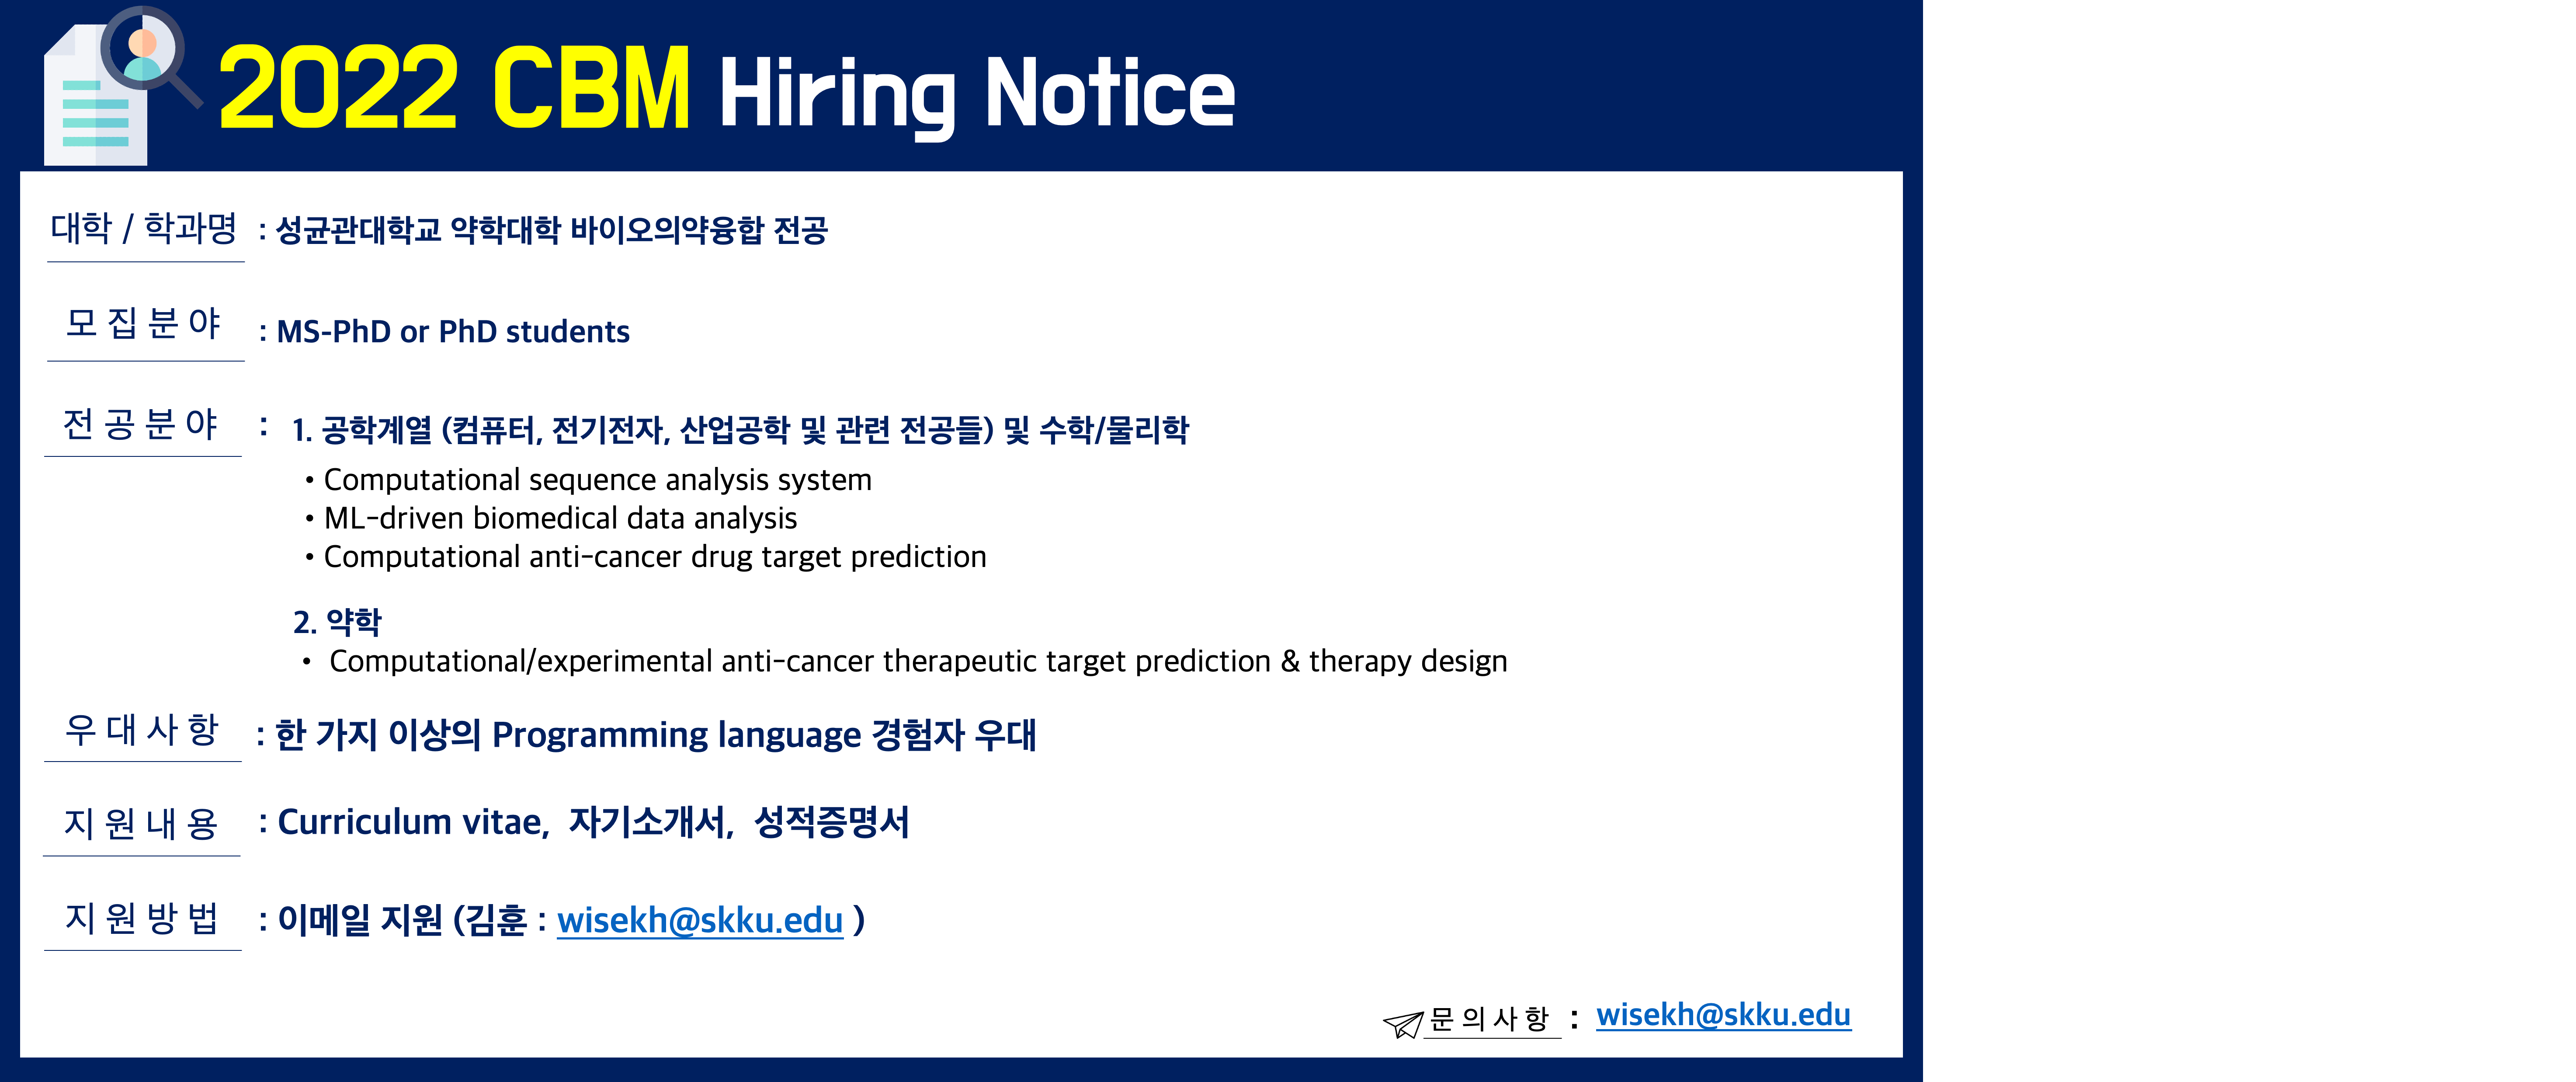 2022 CBM Hiring Notice
대학 / 학과명 : 성균관대학교 약학대학 바이오의약융합 전공
모집분야 : MS-PhD or PhD students
전공분야 : 1. 공학계열 (컴퓨터, 전기전자, 산업공학 및 관련 전공들) 및 수학/물리학
• Computational sequence analysis system
• ML-driven biomedical data analysis
• Computational anti-cancer drug target prediction
2. 약학
• Computational/experimental anti-cancer therapeutic target prediction & therapy design
우대사항 : 한 가지 이상의 Programming language 경험자 우대
지원내용 : Curriculum vitae, 자기소개서, 성적증명서
지원방법 : 이메일 지원 (김훈 : wisekh@skku.edu )
문의사항 : wisekh@skku.edu